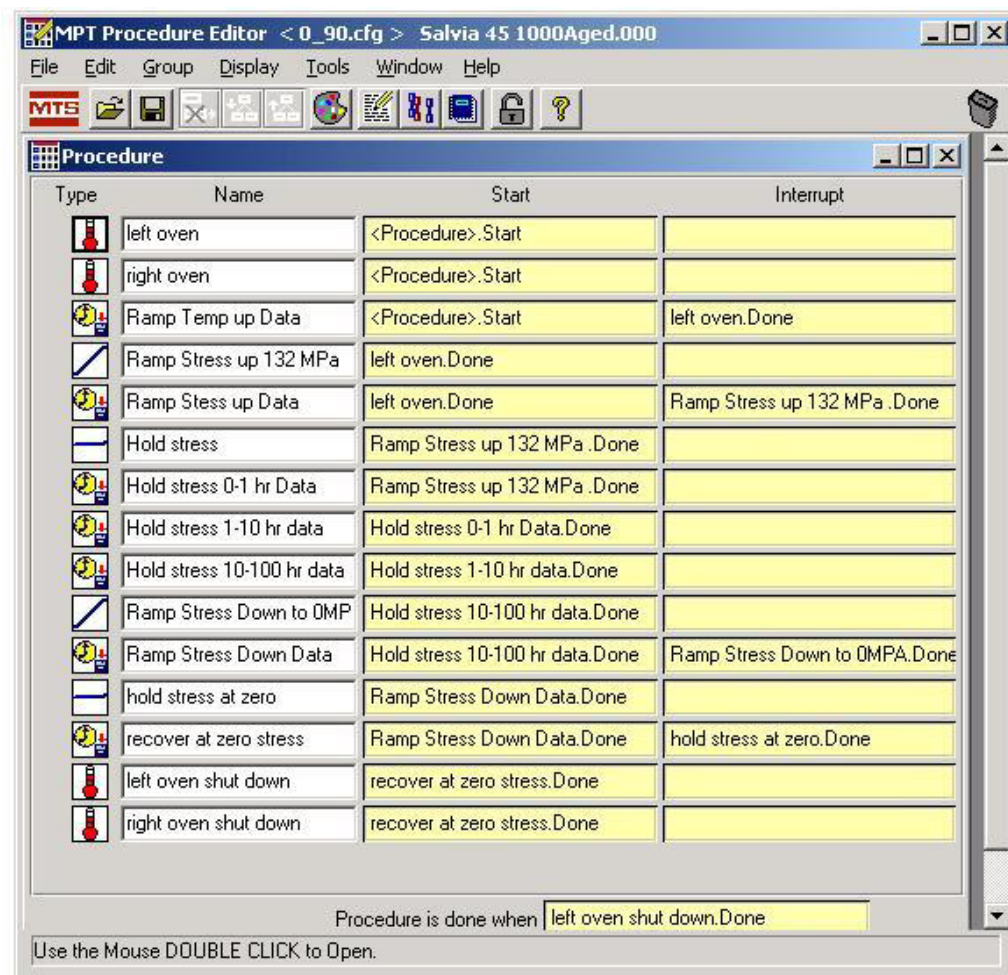 MPT Procedure Editor < 0_90.cfg > Salvia 45 1000Aged.000
File Edit Group Display Tools Window Help
MTS
Procedure
Type Name Start Interrupt
left oven <Procedure>.Start
right oven <Procedure>.Start
Ramp Temp up Data <Procedure>.Start left oven.Done
Ramp Stress up 132 MPa left oven.Done
Ramp Stess up Data left oven.Done Ramp Stress up 132 MPa .Done
Hold stress Ramp Stress up 132 MPa .Done
Hold stress 0-1 hr Data Ramp Stress up 132 MPa .Done
Hold stress 1-10 hr data Hold stress 0-1 hr Data.Done
Hold stress 10-100 hr data Hold stress 1-10 hr data.Done
Ramp Stress Down to 0MP Hold stress 10-100 hr data.Done
Ramp Stress Down Data Hold stress 10-100 hr data.Done Ramp Stress Down to 0MPA.Done
hold stress at zero Ramp Stress Down Data.Done
recover at zero stress Ramp Stress Down Data.Done hold stress at zero.Done
left oven shut down recover at zero stress.Done
right oven shut down recover at zero stress.Done
Procedure is done when left oven shut down.Done
Use the Mouse DOUBLE CLICK to Open.